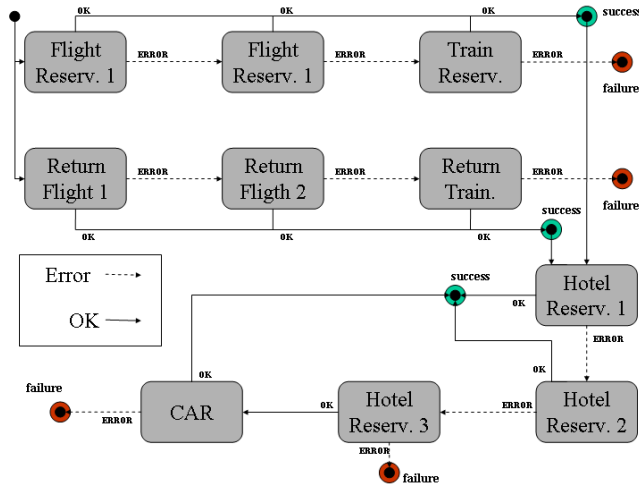 OK
OK
OK
success
Flight
Reserv. 1
ERROR
Flight
Reserv. 1
ERROR
Train
Reserv.
ERROR
failure
Return
Flight 1
ERROR
Return
Fligth 2
ERROR
Return
Train.
ERROR
failure
OK
OK
OK
success
Error
OK
success
OK
Hotel
Reserv. 1
ERROR
OK
OK
failure
ERROR
CAR
OK
Hotel
Reserv. 3
ERROR
Hotel
Reserv. 2
ERROR
failure